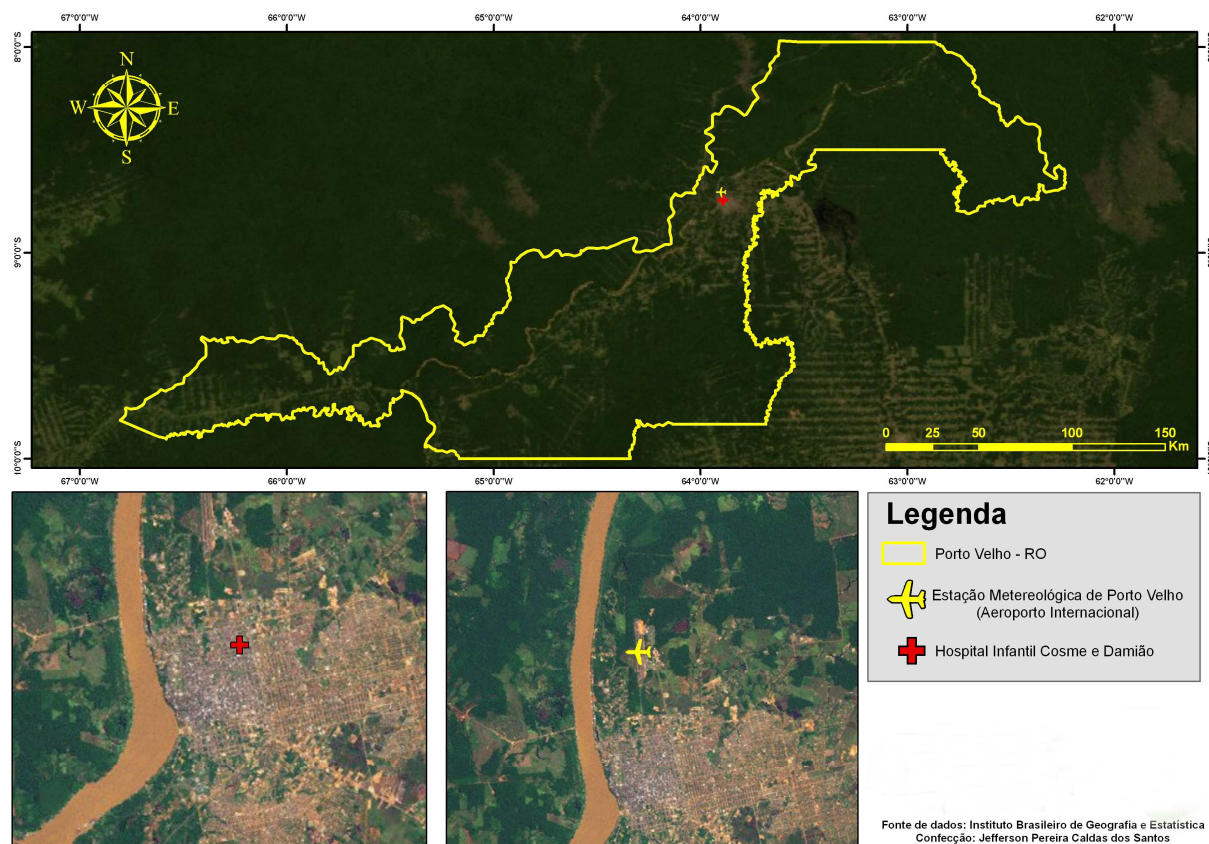 67°0'0"W 66°0'0"W 65°0'0"W 64°0'0"W 63°0'0"W 62°0'0"W
8°0'0"S
N
W E
S
9°0'0"S
0 25 50 100 150
Km
10°0'0"S
67°0'0"W 66°0'0"W 65°0'0"W 64°0'0"W 63°0'0"W 62°0'0"W
Legenda
Porto Velho - RO
Estação Metereológica de Porto Velho
(Aeroporto Internacional)
Hospital Infantil Cosme e Damião
Fonte de dados: Instituto Brasileiro de Geografia e Estatística
Confecção: Jefferson Pereira Caldas dos Santos